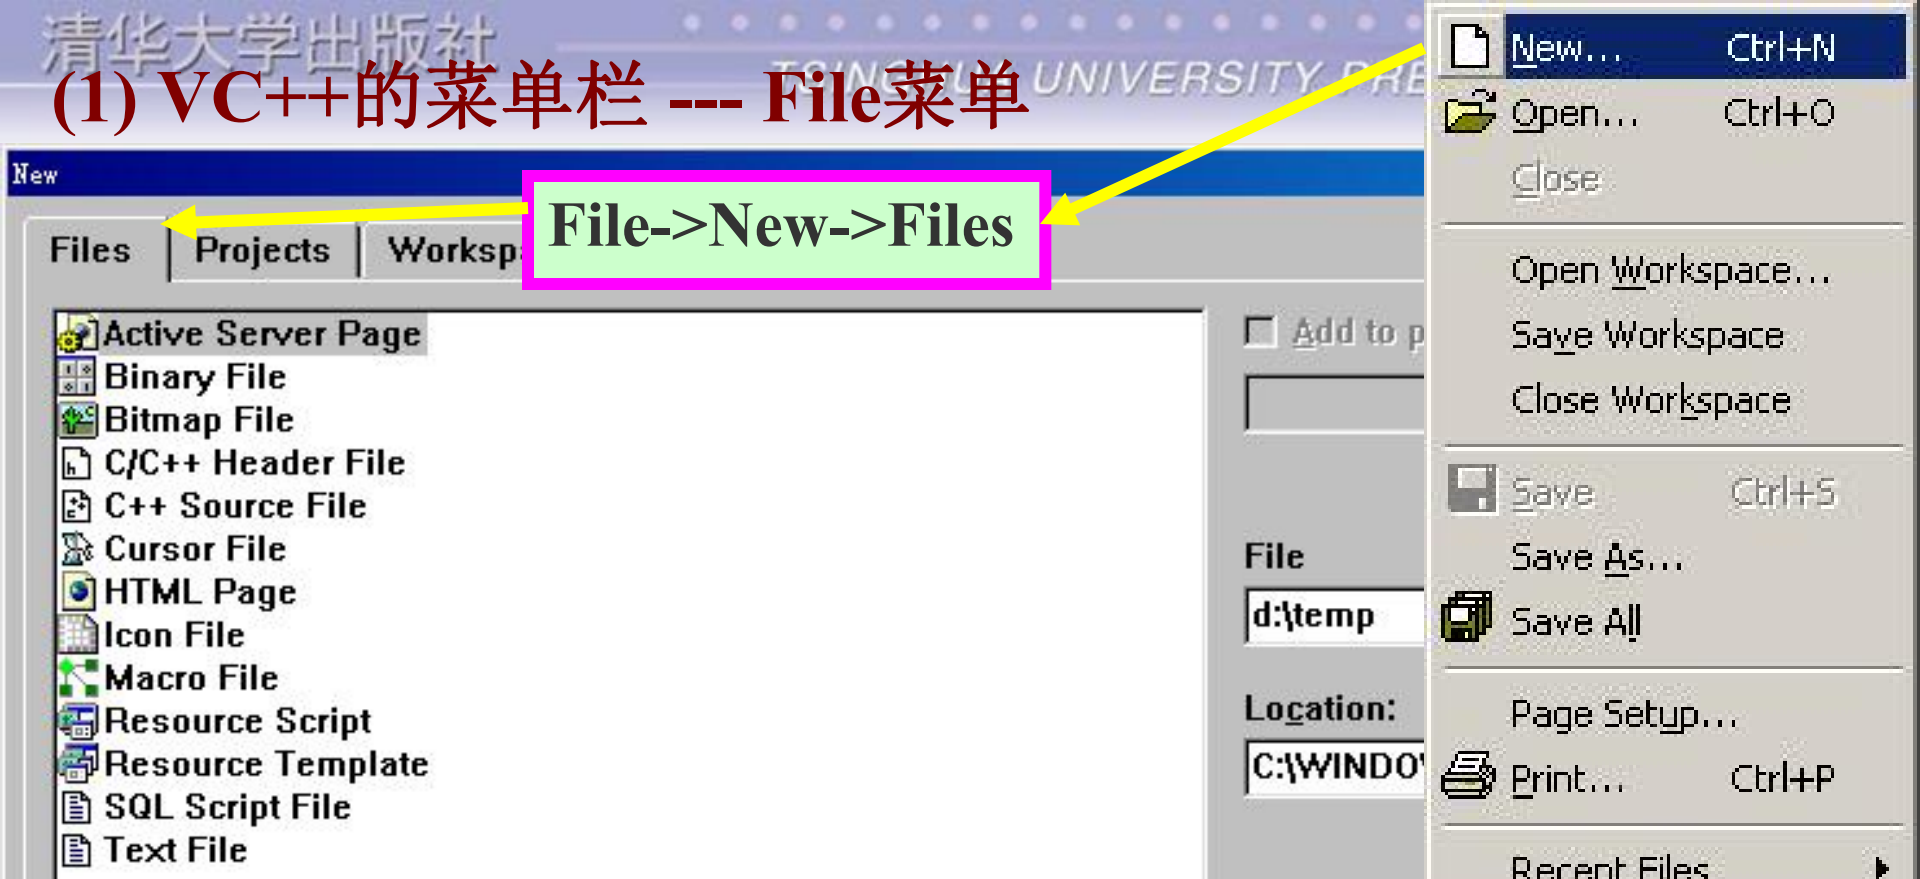 清华大学出版社
TSINGHUA UNIVERSITY PRE
(1) VC++的菜单栏 --- File菜单
New
File->New->Files
Files
Projects
Worksp
Active Server Page
Binary File
Bitmap File
C/C++ Header File
C++ Source File
Cursor File
HTML Page
Icon File
Macro File
Resource Script
Resource Template
SQL Script File
Text File
Add to p
File
d:\temp
Location:
C:\WINDO
New... Ctrl+N
Open... Ctrl+O
Close
Open Workspace...
Save Workspace
Close Workspace
Save Ctrl+S
Save As...
Save All
Page Setup...
Print... Ctrl+P
Recent Files